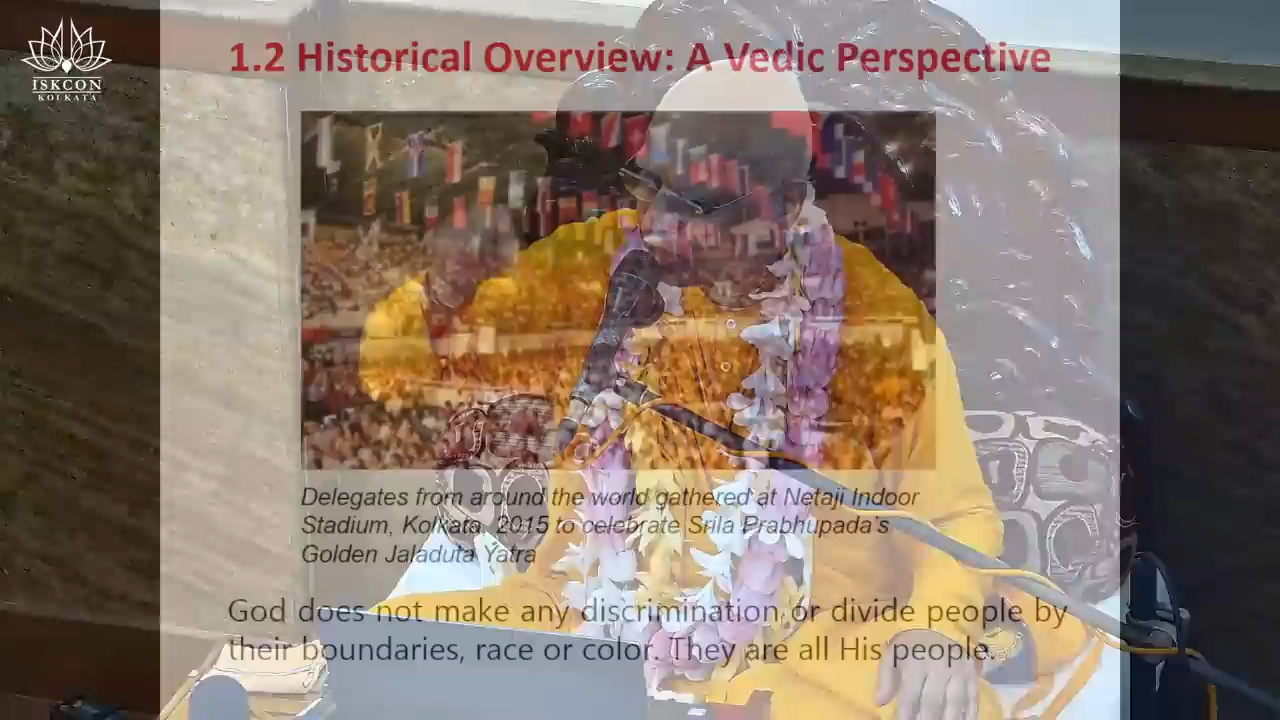 ISKCON
KOLKATA
1.2 Historical Overview: A Vedic Perspective
Delegates from around the world gathered at Netaji Indoor
Stadium, Kolkata, 2015 to celebrate Srila Prabhupada's
Golden Jaladuta Yatra
God does not make any discrimination or divide people by
their boundaries, race or color. They are all His people.